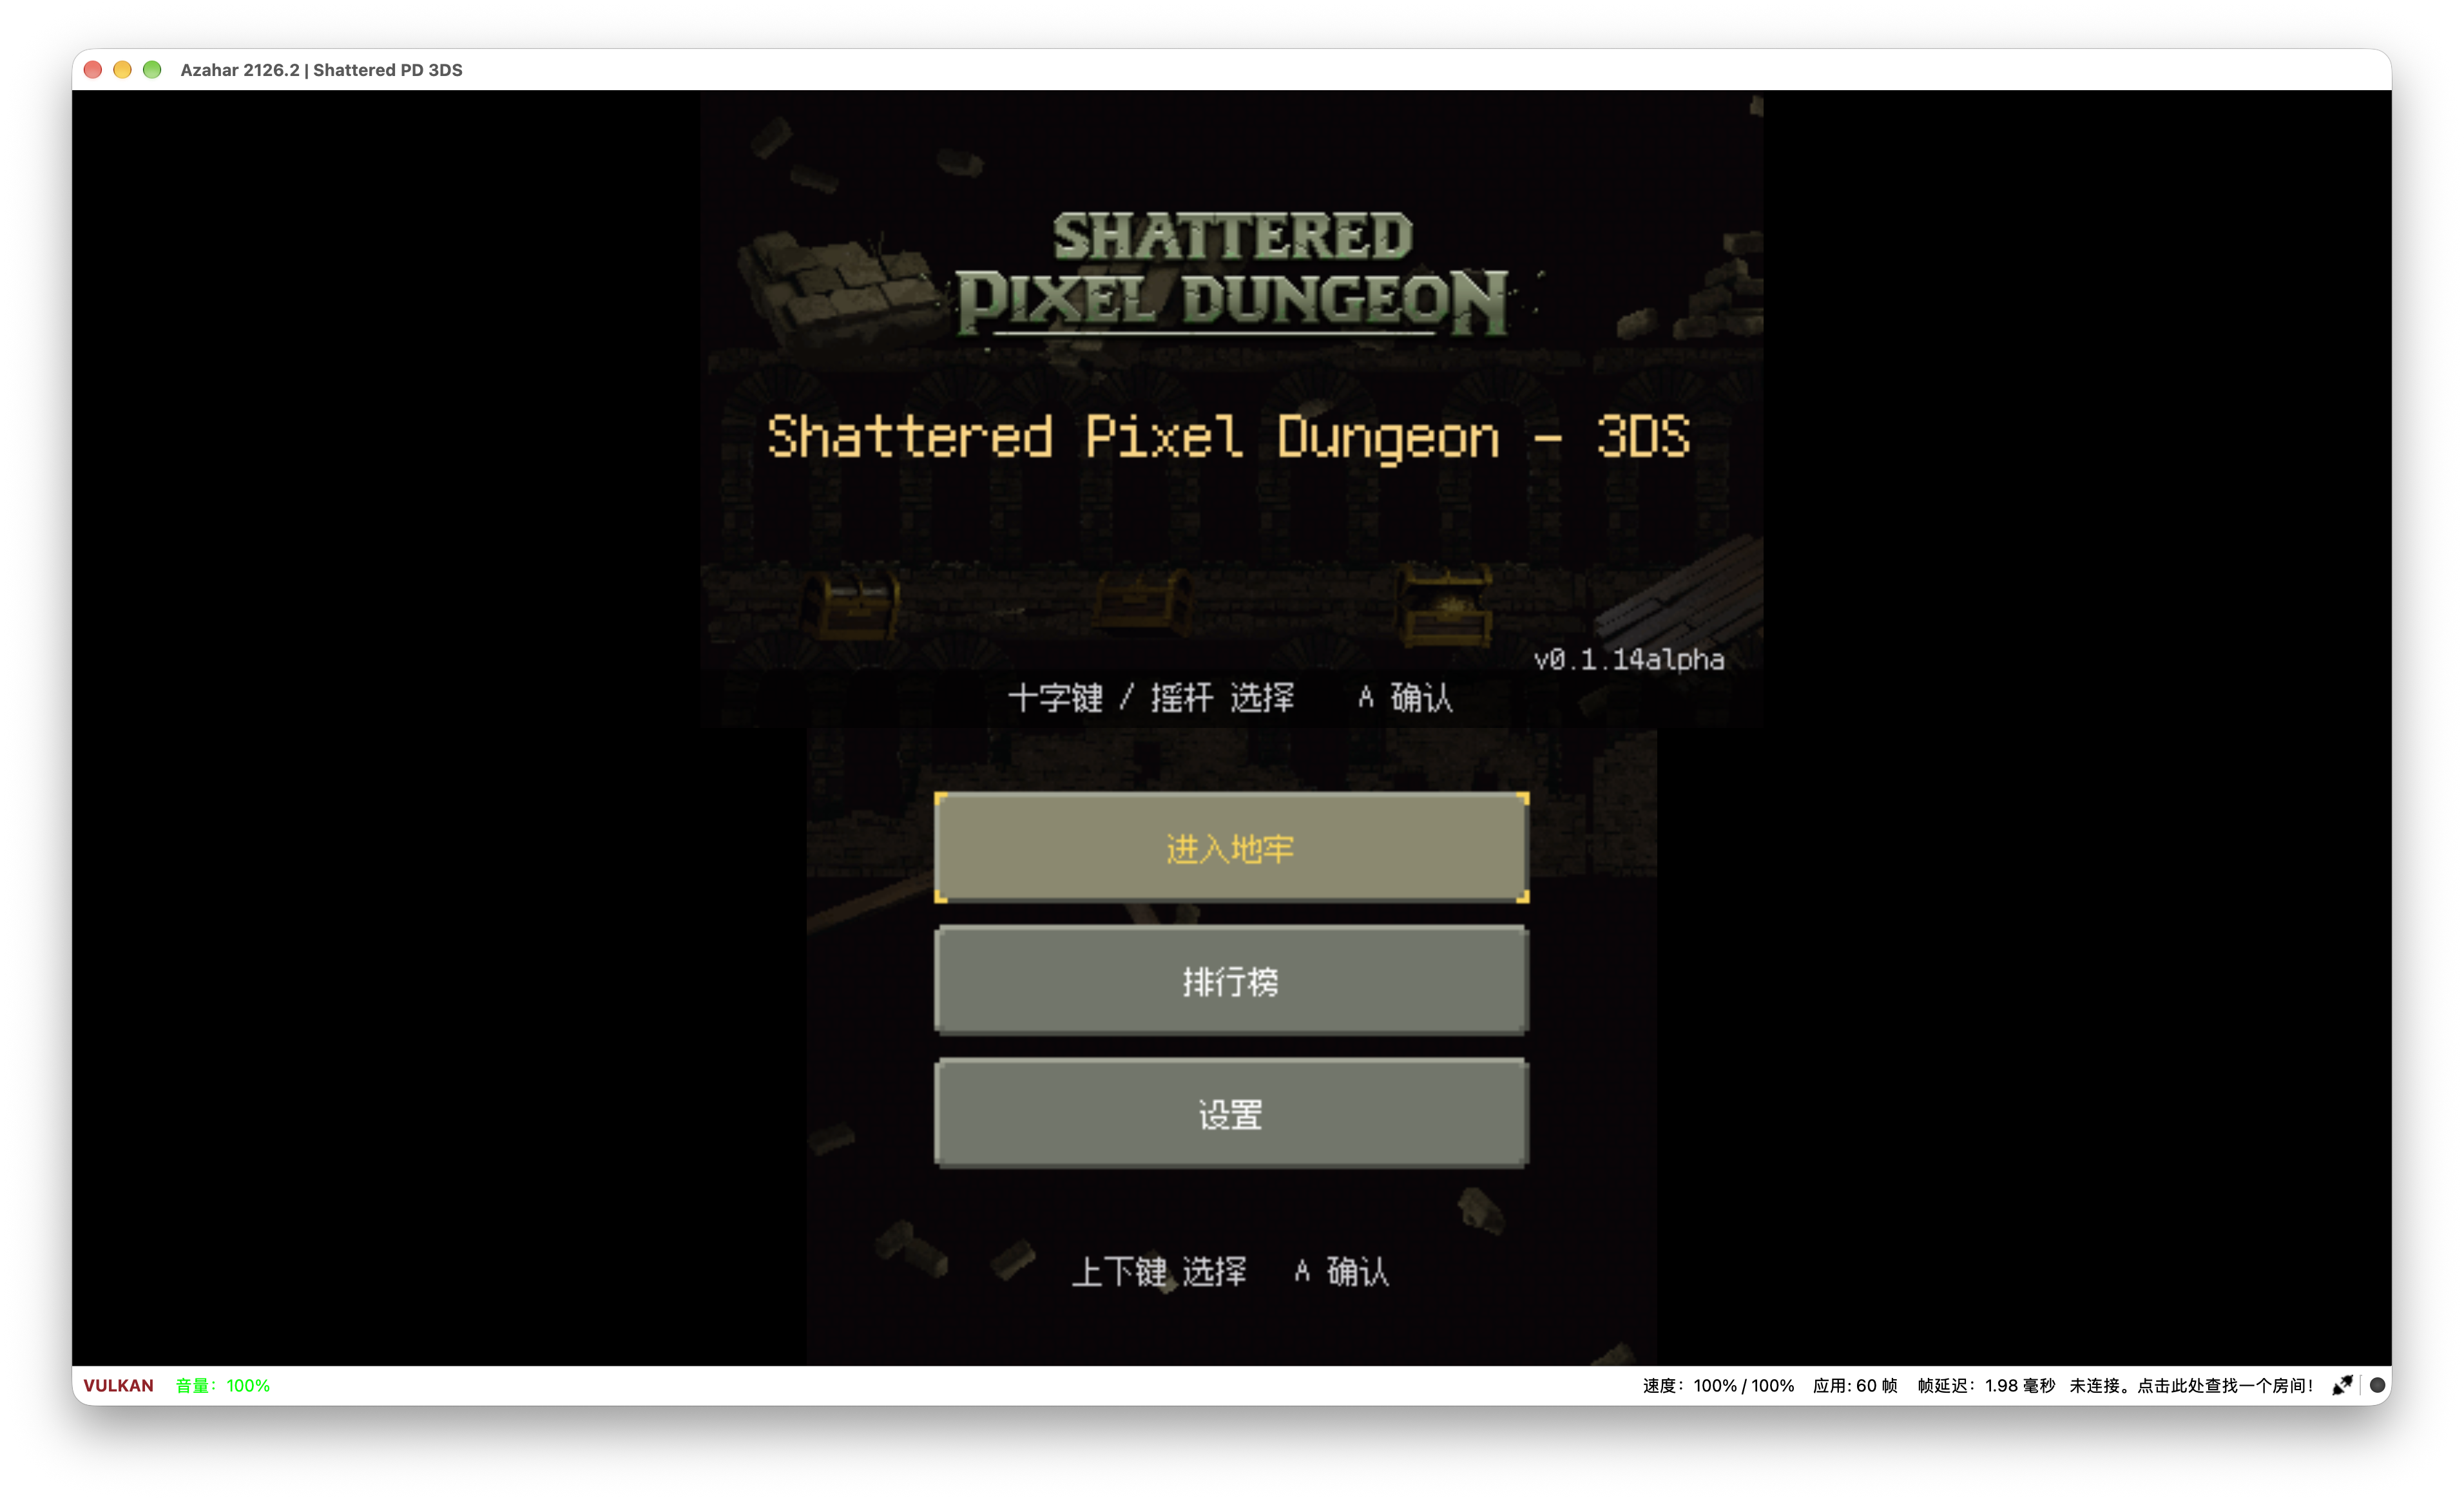 Azahar 2126.2 | Shattered PD 3DS
SHATTERED
PIXEL DUNGEON
Shattered Pixel Dungeon - 3DS
v0.1.14alpha
十字键 / 摇杆 选择 A 确认
进入地牢
排行榜
设置
上下键 选择 A 确认
VULKAN 音量：100% 速度：100% / 100% 应用: 60 帧 帧延迟：1.98 毫秒 未连接。点击此处查找一个房间！